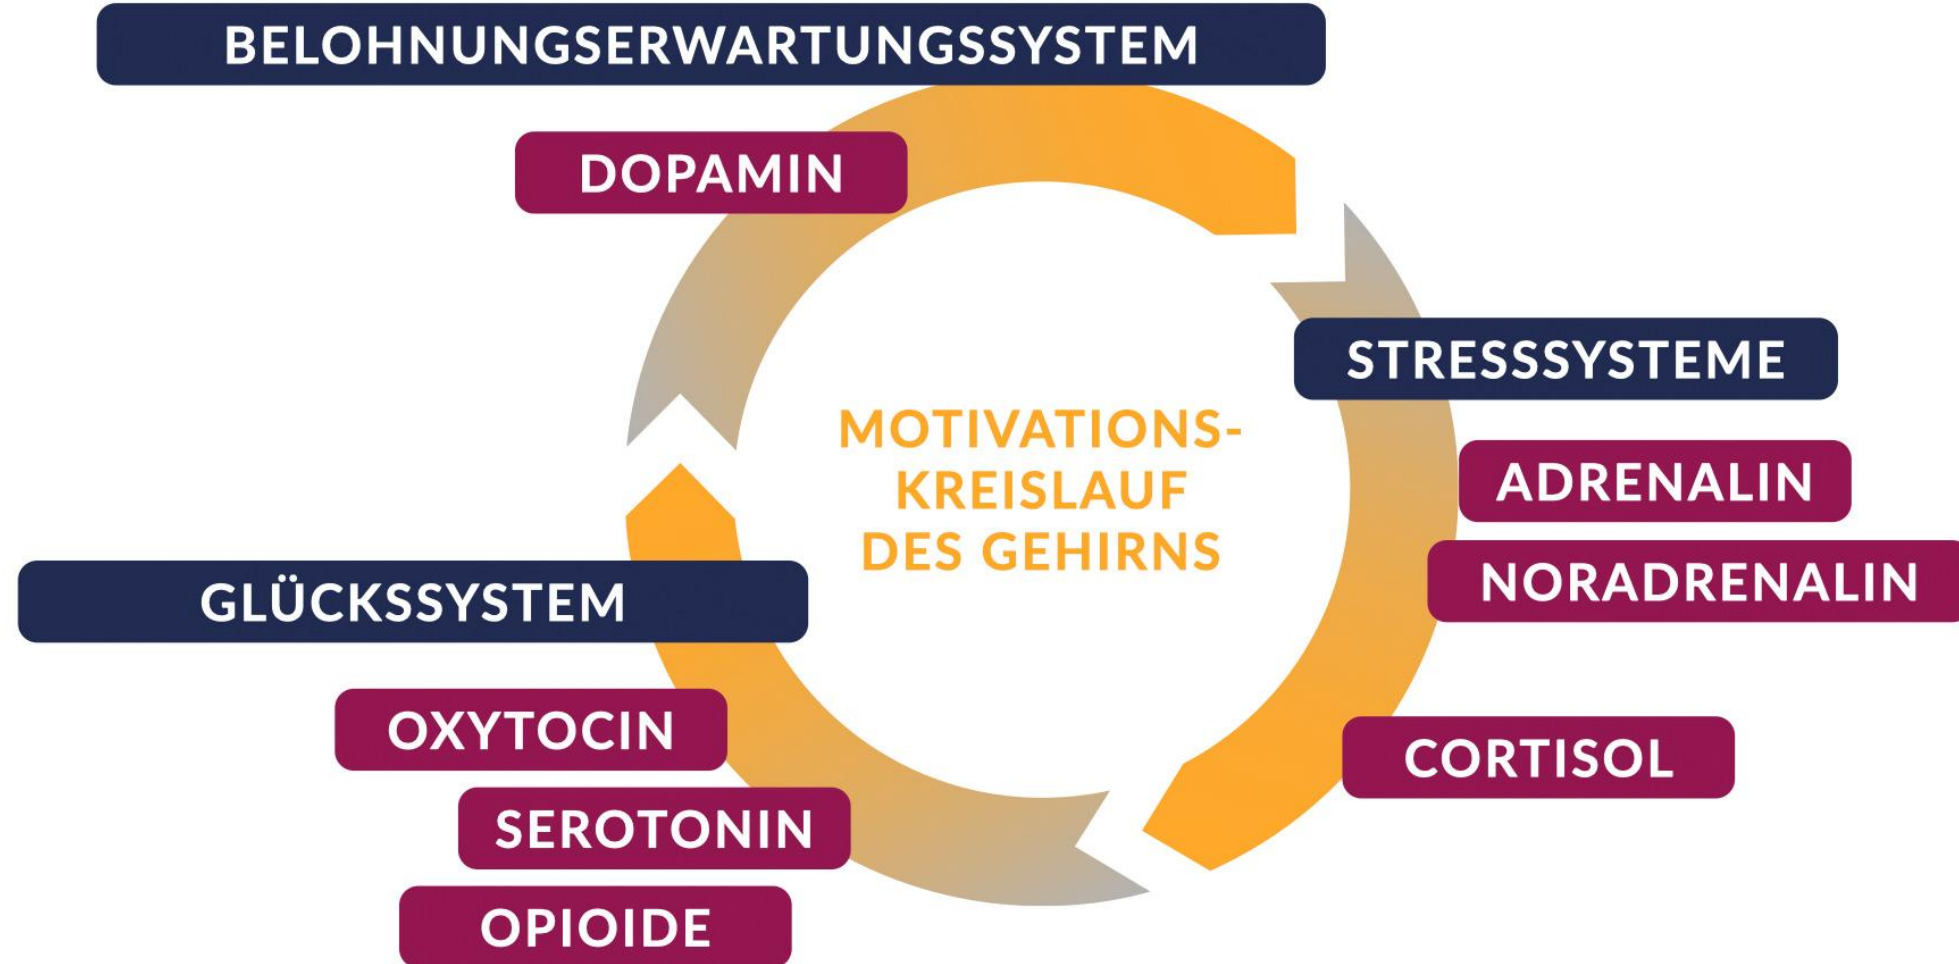 BELOHNUNGSERWARTUNGSSYSTEM
DOPAMIN
STRESSSYSTEME
ADRENALIN
NORADRENALIN
CORTISOL
MOTIVATIONS-
KREISLAUF
DES GEHIRNS
GLÜCKSSYSTEM
OXYTOCIN
SEROTONIN
OPIOIDE